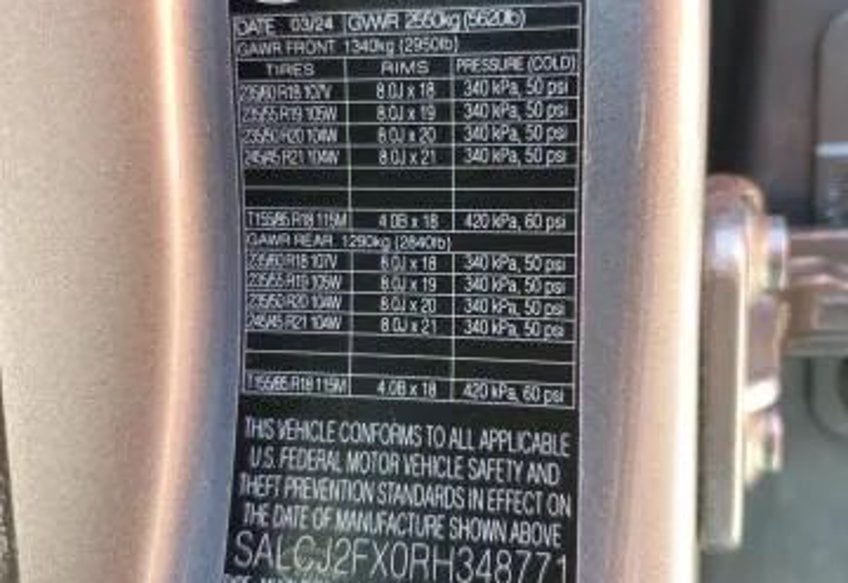 DATE 03/24 GVWR 2550kg (5620lb)
GAWR FRONT 1340kg (2950lb)
TIRES RIMS PRESSURE (COLD)
235/60 R18 107V 8.0J x 18 340 kPa, 50 psi
235/55 R19 105W 8.0J x 19 340 kPa, 50 psi
235/50 R20 104W 8.0J x 20 340 kPa, 50 psi
245/45 R21 104W 8.0J x 21 340 kPa, 50 psi
T155/85 R18 115M 4.0B x 18 420 kPa, 60 psi
GAWR REAR 1290kg (2840lb)
235/60 R18 107V 8.0J x 18 340 kPa, 50 psi
235/55 R19 105W 8.0J x 19 340 kPa, 50 psi
235/50 R20 104W 8.0J x 20 340 kPa, 50 psi
245/45 R21 104W 8.0J x 21 340 kPa, 50 psi
T155/85 R18 115M 4.0B x 18 420 kPa, 60 psi
THIS VEHICLE CONFORMS TO ALL APPLICABLE
U.S. FEDERAL MOTOR VEHICLE SAFETY AND
THEFT PREVENTION STANDARDS IN EFFECT ON
THE DATE OF MANUFACTURE SHOWN ABOVE
SALCJ2FX0RH348771